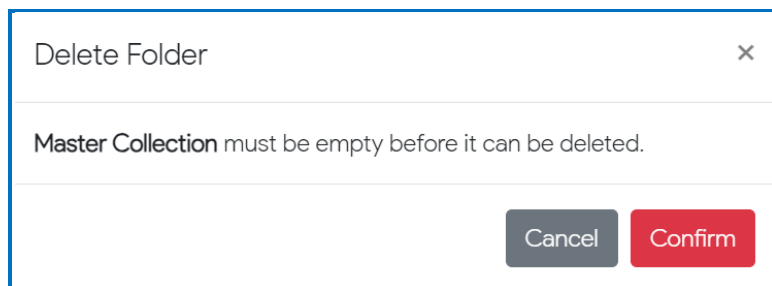 Delete Folder ×
Master Collection must be empty before it can be deleted.
Cancel Confirm